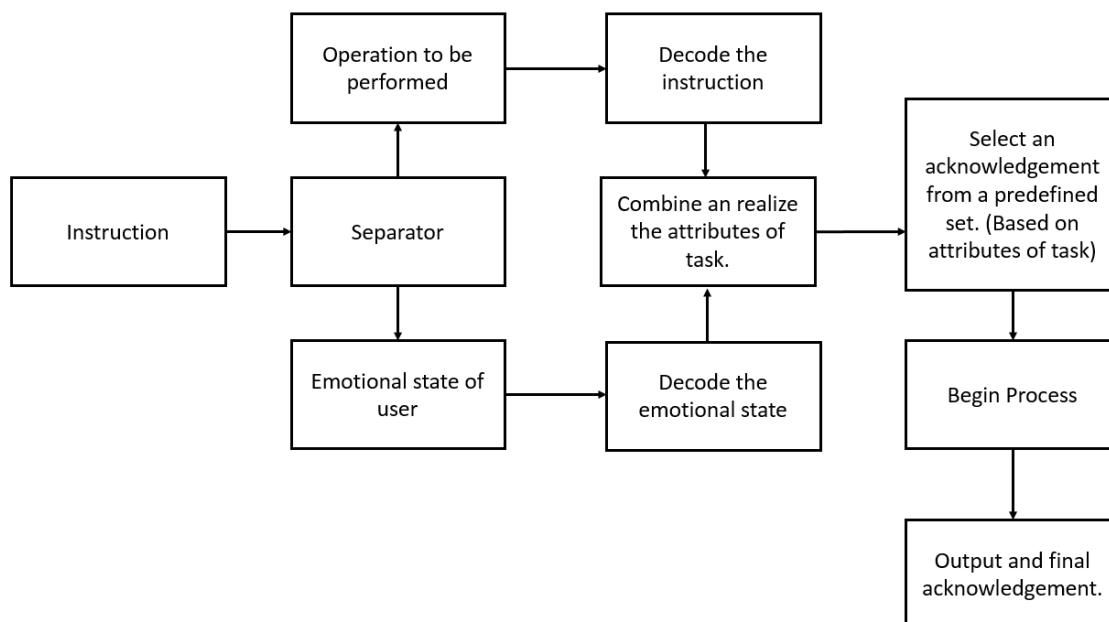 Operation to be
performed
Decode the
instruction
Instruction
Separator
Combine an realize
the attributes of
task.
Select an
acknowledgement
from a predefined
set. (Based on
attributes of task)
Emotional state of
user
Decode the
emotional state
Begin Process
Output and final
acknowledgement.